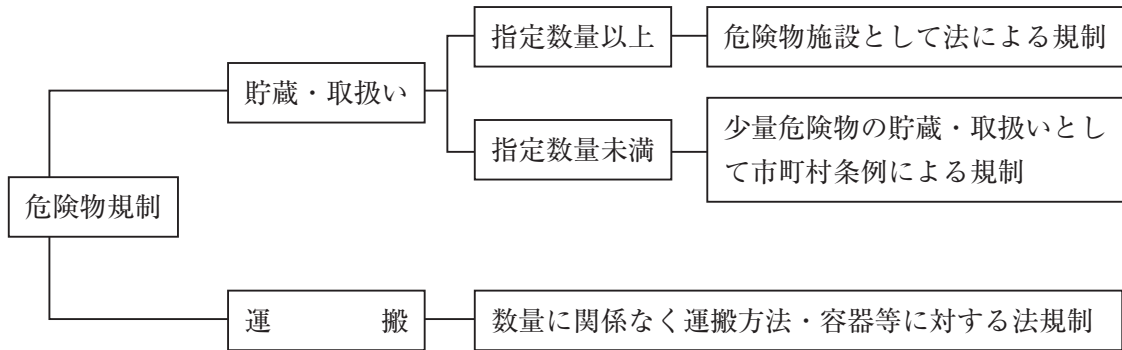 危険物規制
貯蔵・取扱い
指定数量以上
危険物施設として法による規制
指定数量未満
少量危険物の貯蔵・取扱いとし
て市町村条例による規制
運搬
数量に関係なく運搬方法・容器等に対する法規制